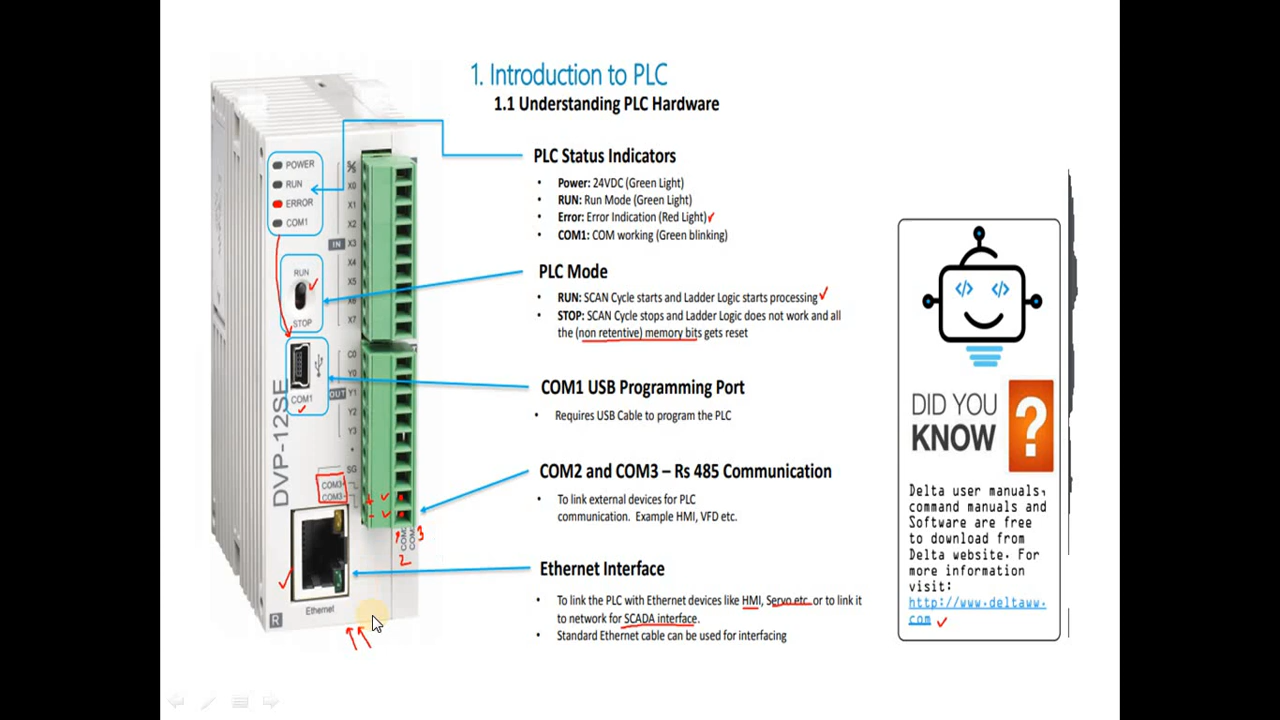 1. Introduction to PLC
1.1 Understanding PLC Hardware
PLC Status Indicators
• Power: 24VDC (Green Light)
• RUN: Run Mode (Green Light)
• Error: Error Indication (Red Light)
• COM1: COM working (Green blinking)
PLC Mode
• RUN: SCAN Cycle starts and Ladder Logic starts processing
• STOP: SCAN Cycle stops and Ladder Logic does not work and all
the (non retentive) memory bits gets reset
COM1 USB Programming Port
• Requires USB Cable to program the PLC
COM2 and COM3 – Rs 485 Communication
• To link external devices for PLC
communication. Example HMI, VFD etc.
Ethernet Interface
• To link the PLC with Ethernet devices like HMI, Servo etc. or to link it
to network for SCADA interface.
• Standard Ethernet cable can be used for interfacing
POWER
RUN
ERROR
COM1
RUN
STOP
COM1
DVP-12SE
COM3+
COM3-
Ethernet
R
S/S
X0
X1
X2
IN
X3
X4
X5
X6
X7
C0
Y0
OUT
Y1
Y2
Y3
•
SG
+
-
2
3
</> </>
DID YOU
KNOW
?
Delta user manuals,
command manuals and
Software are free
to download from
Delta website. For
more information
visit:
http://www.deltaww.
com